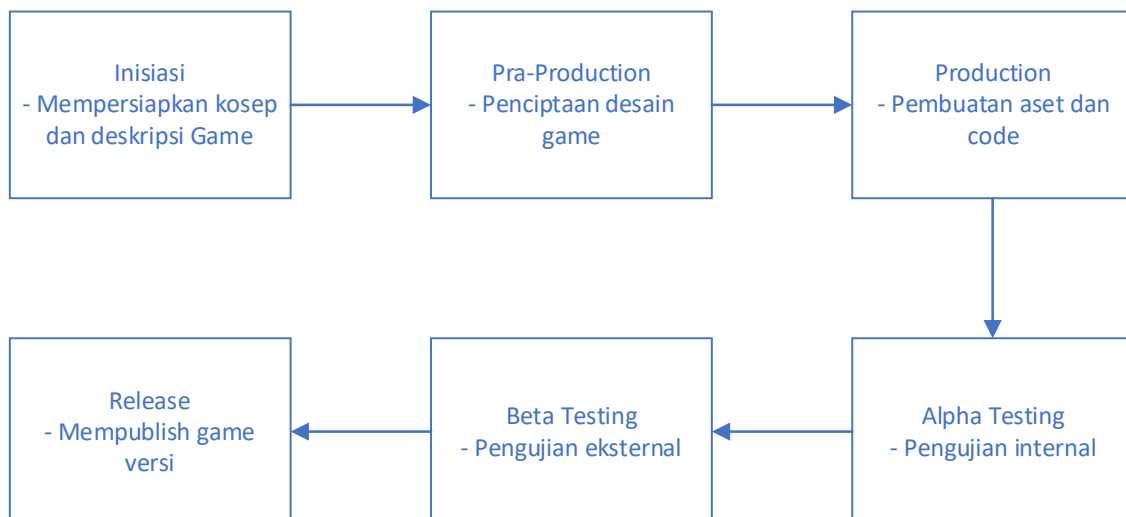 Inisiasi
- Mempersiapkan kosep
dan deskripsi Game
Pra-Production
- Penciptaan desain
game
Production
- Pembuatan aset dan
code
Alpha Testing
- Pengujian internal
Beta Testing
- Pengujian eksternal
Release
- Mempublish game
versi